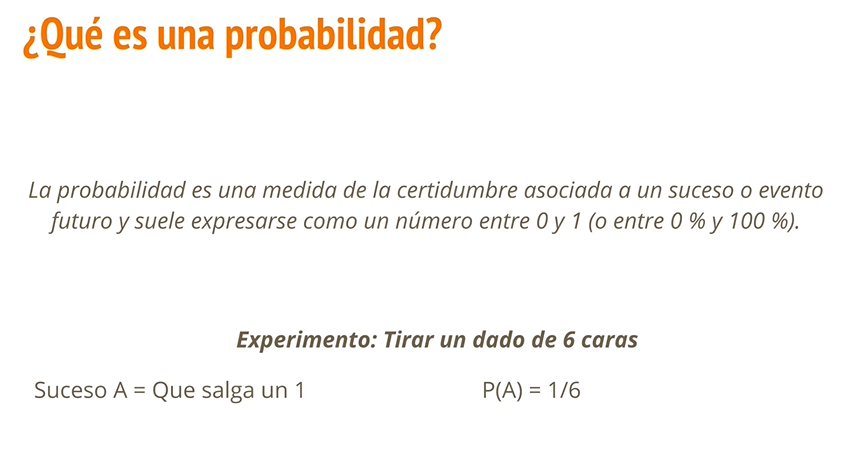 ¿Qué es una probabilidad?
La probabilidad es una medida de la certidumbre asociada a un suceso o evento
futuro y suele expresarse como un número entre 0 y 1 (o entre 0 % y 100 %).
Experimento: Tirar un dado de 6 caras
Suceso A = Que salga un 1 P(A) = 1/6